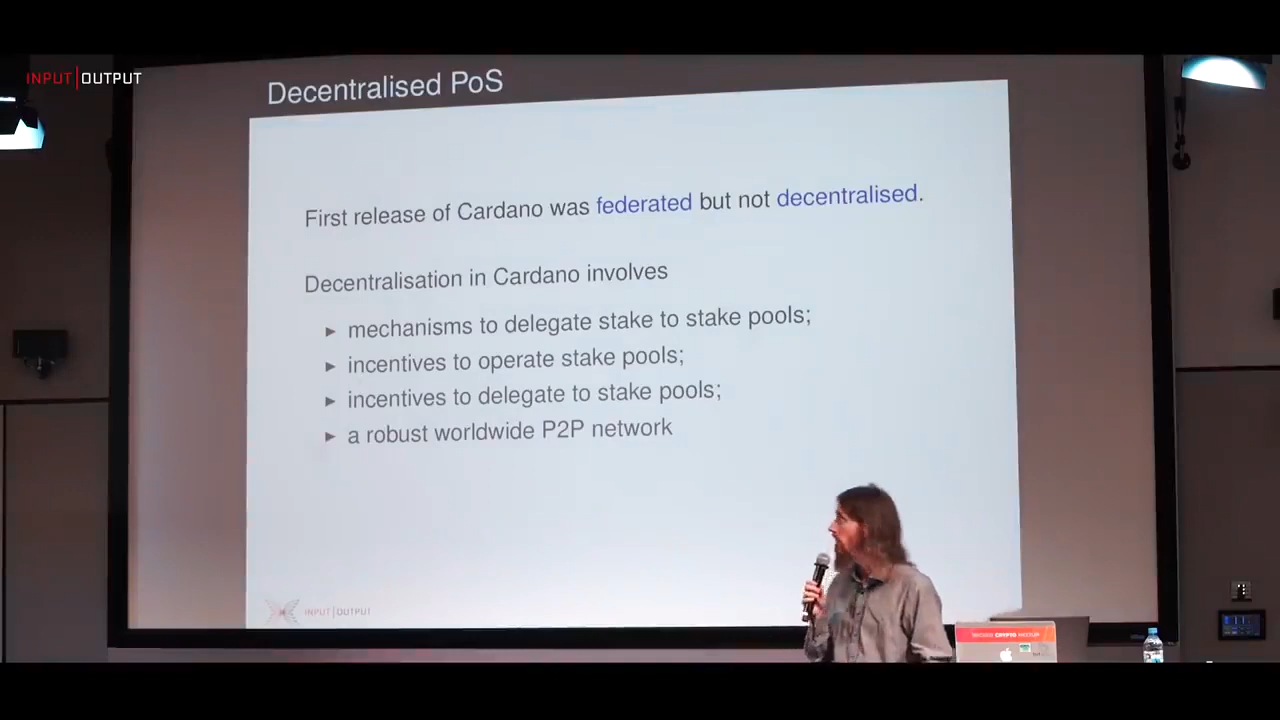 INPUT|OUTPUT
Decentralised PoS
First release of Cardano was federated but not decentralised.
Decentralisation in Cardano involves
▶ mechanisms to delegate stake to stake pools;
▶ incentives to operate stake pools;
▶ incentives to delegate to stake pools;
▶ a robust worldwide P2P network
INPUT|OUTPUT
CRYPTO